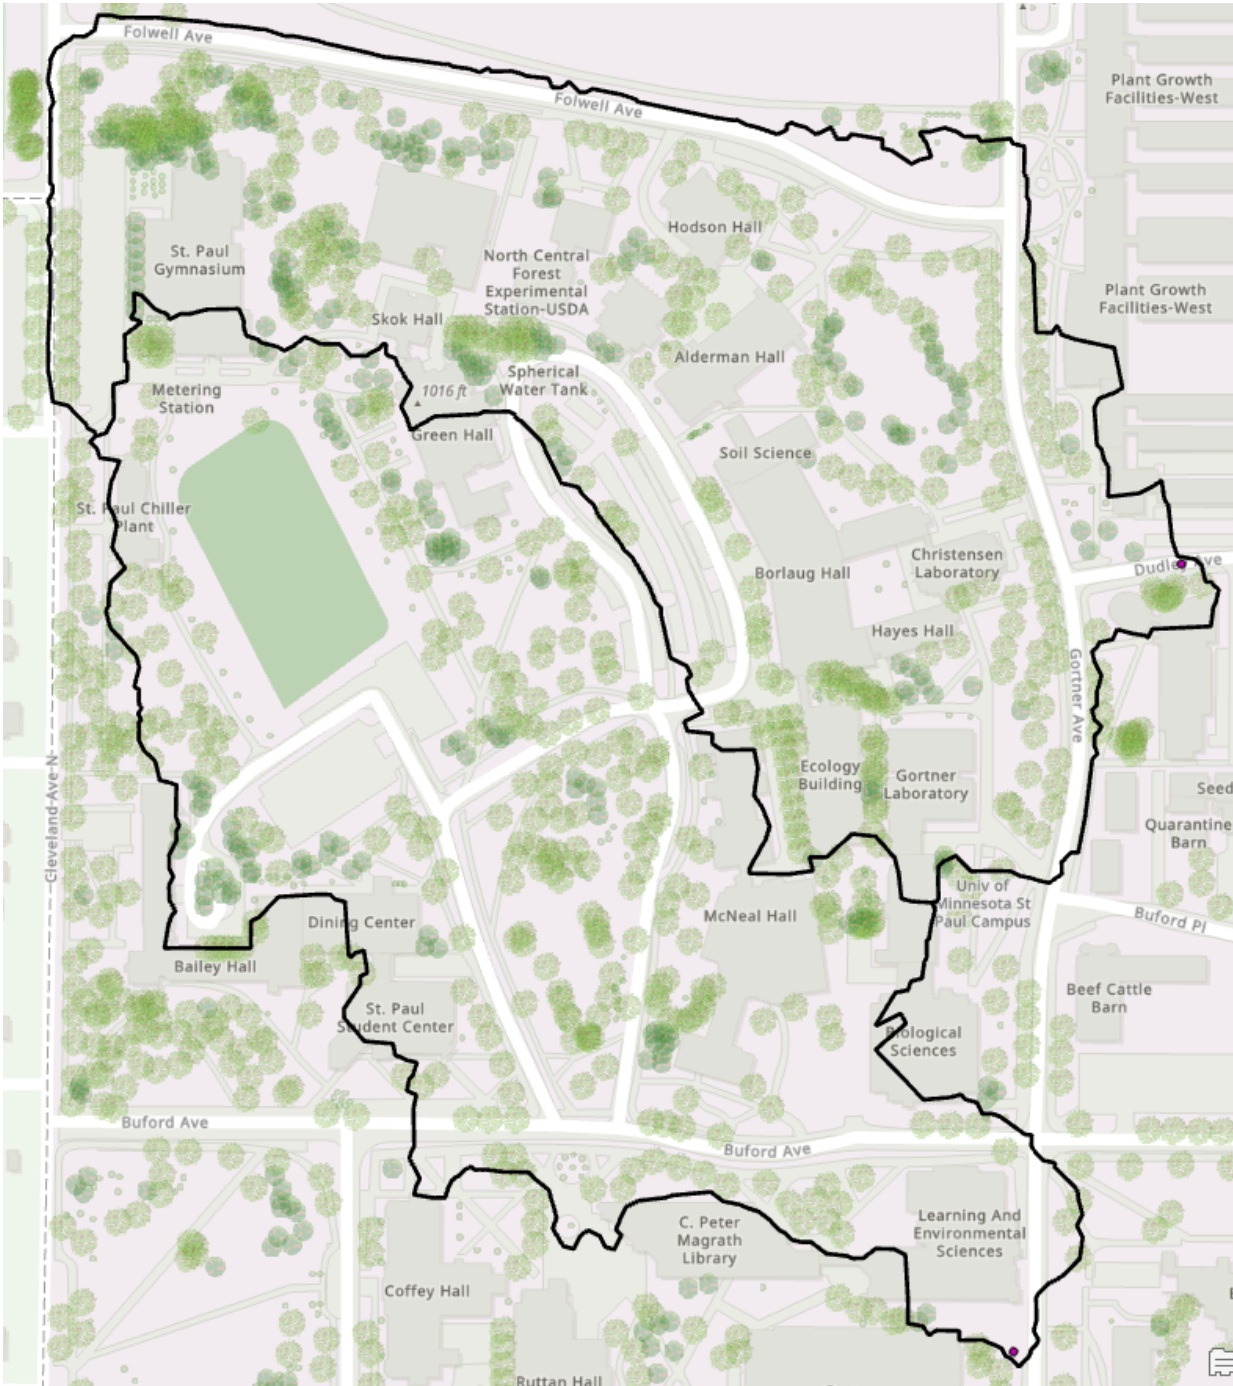 Folwell Ave
Folwell Ave
Plant Growth
Facilities-West
Hodson Hall
St. Paul
Gymnasium
North Central
Forest
Experimental
Station-USDA
Plant Growth
Facilities-West
Skok Hall
Alderman Hall
Spherical
Water Tank
1016 ft
Metering
Station
Green Hall
Soil Science
St. Paul Chiller
Plant
Christensen
Laboratory
Dudley Ave
Borlaug Hall
Hayes Hall
Gortner Ave
Ecology
Building
Gortner
Laboratory
Seed
Cleveland Ave N
Quarantine
Barn
Univ of
Minnesota St
Paul Campus
McNeal Hall
Dining Center
Buford Pl
Bailey Hall
Beef Cattle
Barn
St. Paul
Student Center
Biological
Sciences
Buford Ave
Buford Ave
Learning And
Environmental
Sciences
C. Peter
Magrath
Library
Coffey Hall
Ruttan Hall